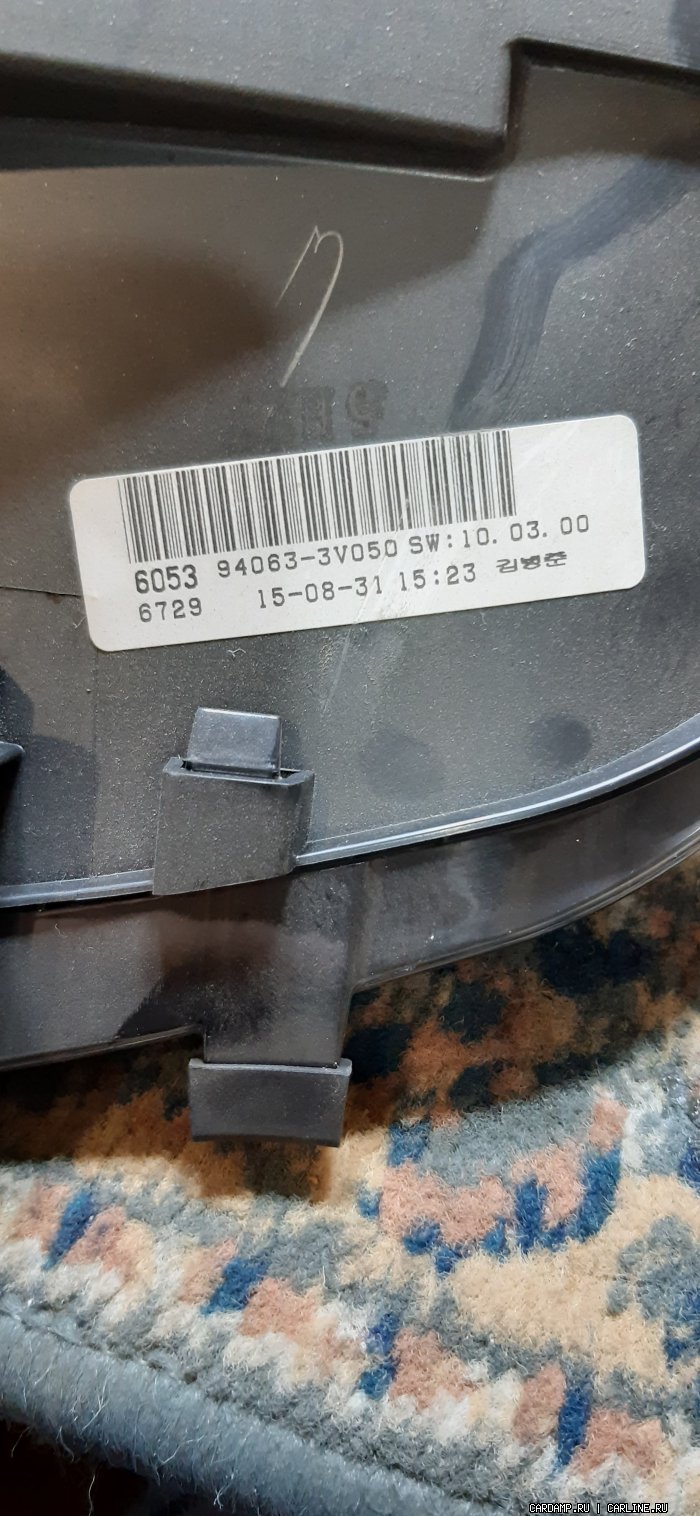 6053 94063-3V050 SW:10.03.00
6729 15-08-31 15:23 김병준
CARDAMP.RU | CARLINE.RU